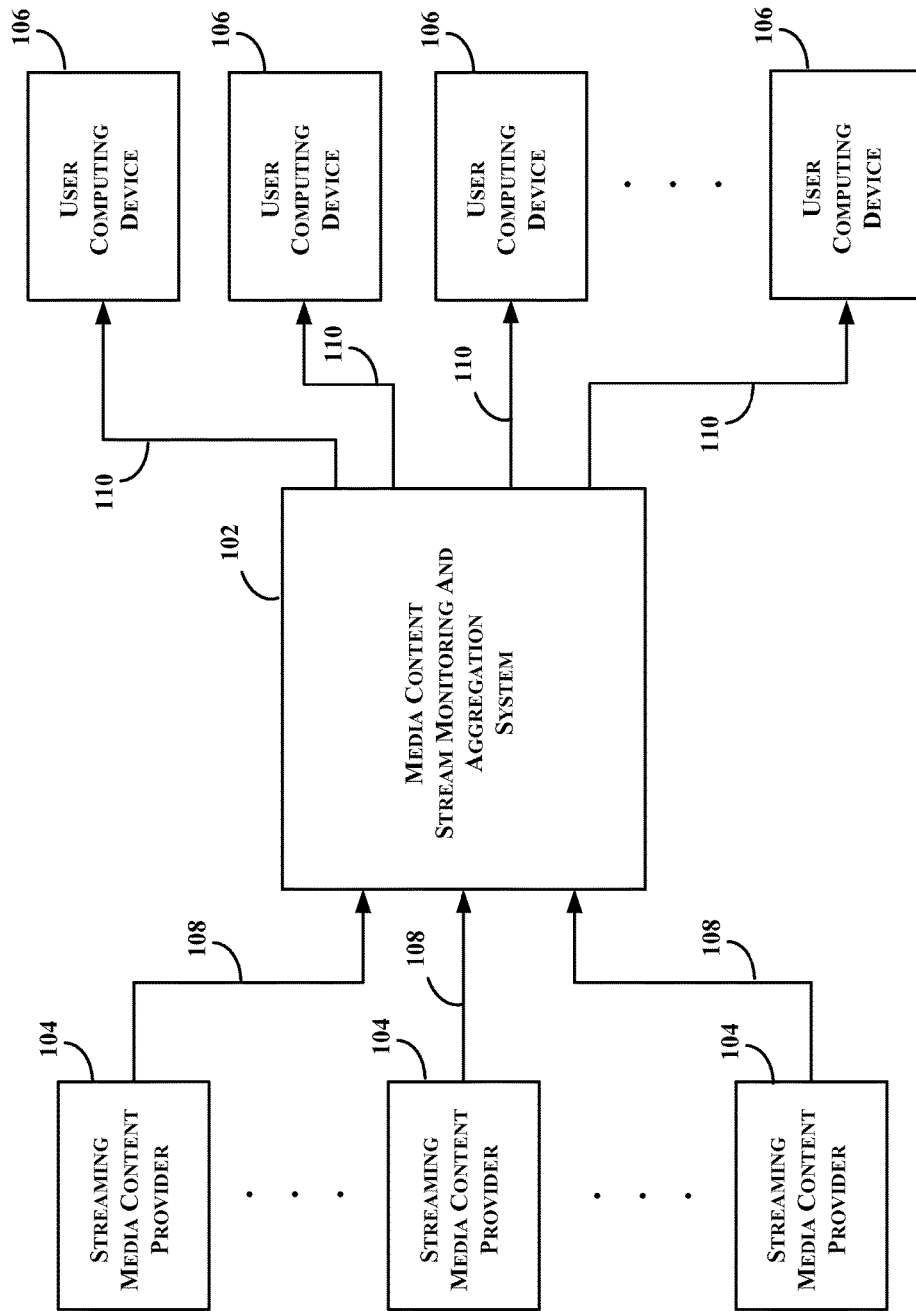 104
STREAMING
MEDIA CONTENT
PROVIDER
108
104
STREAMING
MEDIA CONTENT
PROVIDER
108
104
STREAMING
MEDIA CONTENT
PROVIDER
108
102
MEDIA CONTENT
STREAM MONITORING AND
AGGREGATION
SYSTEM
110
106
USER
COMPUTING
DEVICE
110
106
USER
COMPUTING
DEVICE
110
106
USER
COMPUTING
DEVICE
110
106
USER
COMPUTING
DEVICE